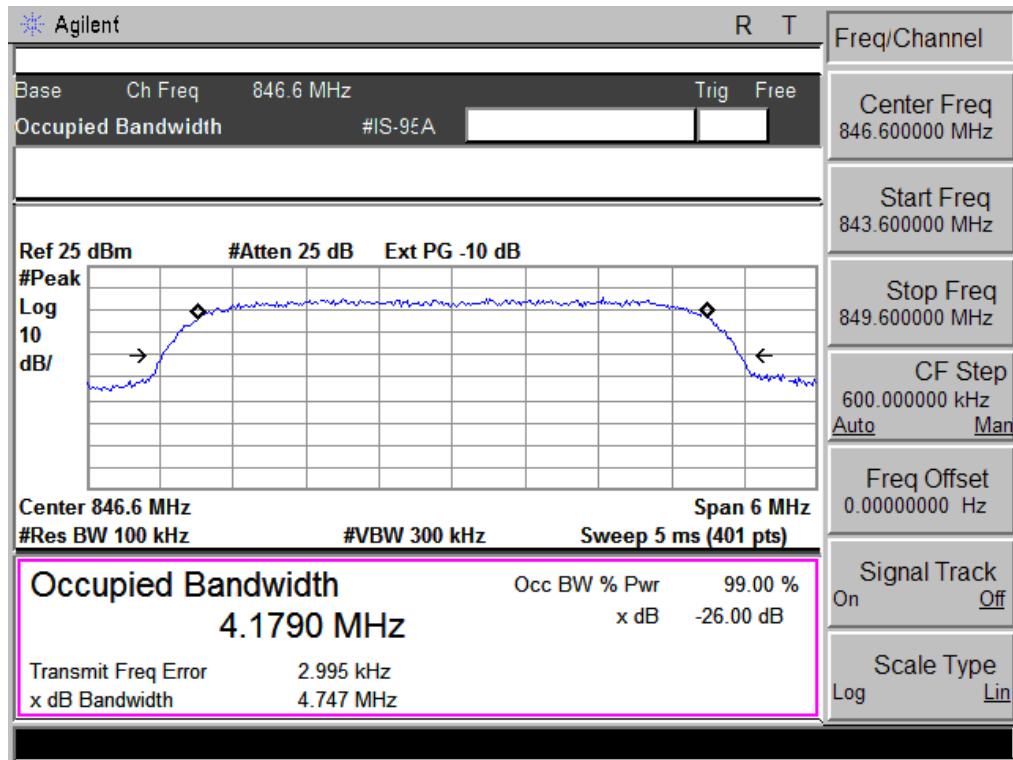 Agilent
R T
Base Ch Freq 846.6 MHz Trig Free
Occupied Bandwidth #IS-95A
Ref 25 dBm #Atten 25 dB Ext PG -10 dB
#Peak
Log
10
dB/
Center 846.6 MHz Span 6 MHz
#Res BW 100 kHz #VBW 300 kHz Sweep 5 ms (401 pts)
Occupied Bandwidth
4.1790 MHz
Occ BW % Pwr 99.00 %
x dB -26.00 dB
Transmit Freq Error 2.995 kHz
x dB Bandwidth 4.747 MHz
Freq/Channel
Center Freq
846.600000 MHz
Start Freq
843.600000 MHz
Stop Freq
849.600000 MHz
CF Step
600.000000 kHz
Auto Man
Freq Offset
0.00000000 Hz
Signal Track
On Off
Scale Type
Log Lin